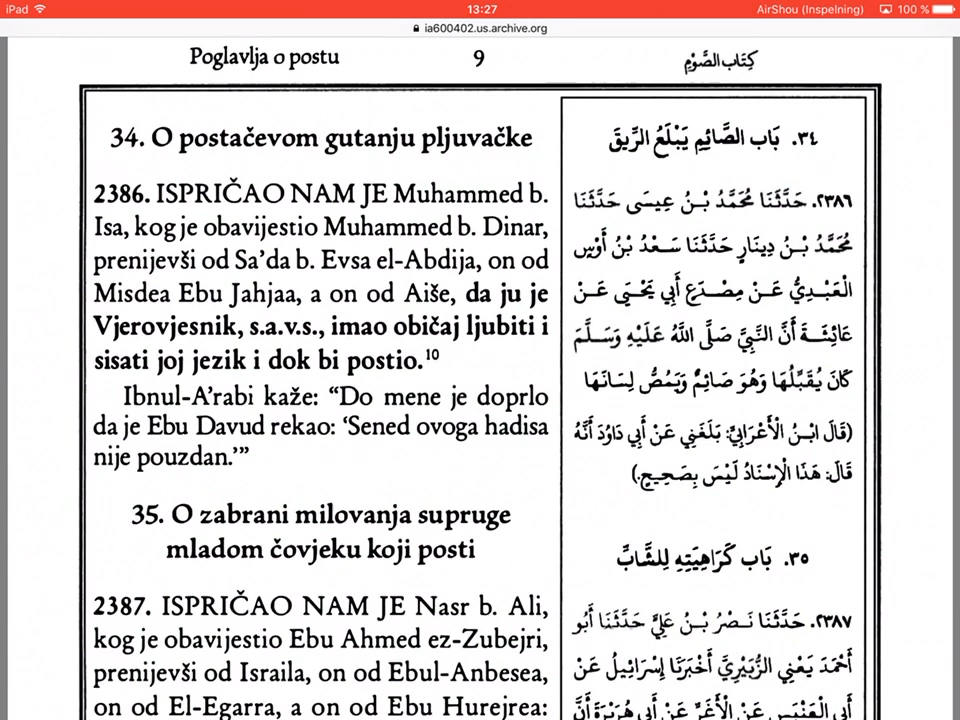 iPad 13:27 AirShou (Inspelning) 100 %
ia600402.us.archive.org
Poglavlja o postu 9 كِتَاب الصَّوْمِ
34. O postačevom gutanju pljuvačke
2386. ISPRIČAO NAM JE Muhammed b.
Isa, kog je obavijestio Muhammed b. Dinar,
prenijevši od Sa’da b. Evsa el-Abdija, on od
Misdea Ebu Jahjaa, a on od Aiše, da ju je
Vjerovjesnik, s.a.v.s., imao običaj ljubiti i
sisati joj jezik i dok bi postio.¹⁰
Ibnul-A’rabi kaže: “Do mene je doprlo
da je Ebu Davud rekao: ‘Sened ovoga hadisa
nije pouzdan.’”
35. O zabrani milovanja supruge
mladom čovjeku koji posti
2387. ISPRIČAO NAM JE Nasr b. Ali,
kog je obavijestio Ebu Ahmed ez-Zubejri,
prenijevši od Israila, on od Ebul-Anbesea,
on od El-Egarra, a on od Ebu Hurejrea:
٣٤. بَاب الصَّائِمِ يَبْلَعُ الرِّيقَ
٢٣٨٦. حَدَّثَنَا مُحَمَّدُ بْنُ عِيسَى حَدَّثَنَا
مُحَمَّدُ بْنُ دِينَارٍ حَدَّثَنَا سَعْدُ بْنُ أَوْسٍ
الْعَبْدِيُّ عَنْ مِصْدَعٍ أَبِي يَحْيَى عَنْ
عَائِشَةَ أَنَّ النَّبِيَّ صَلَّى اللَّهُ عَلَيْهِ وَسَلَّمَ
كَانَ يُقَبِّلُهَا وَهُوَ صَائِمٌ وَيَمُصُّ لِسَانَهَا
(قَالَ ابْنُ الْأَعْرَابِيِّ: بَلَغَنِي عَنْ أَبِي دَاوُدَ أَنَّهُ
قَالَ: هَذَا الْإِسْنَادُ لَيْسَ بِصَحِيحٍ.)
٣٥. بَاب كَرَاهِيَتِهِ لِلشَّابِّ
٢٣٨٧. حَدَّثَنَا نَصْرُ بْنُ عَلِيٍّ حَدَّثَنَا أَبُو
أَحْمَدَ يَعْنِي الزُّبَيْرِيَّ أَخْبَرَنَا إِسْرَائِيلُ عَنْ
أَبِي الْعَنْبَسِ عَنْ الْأَغَرِّ عَنْ أَبِي هُرَيْرَةَ أَنَّ